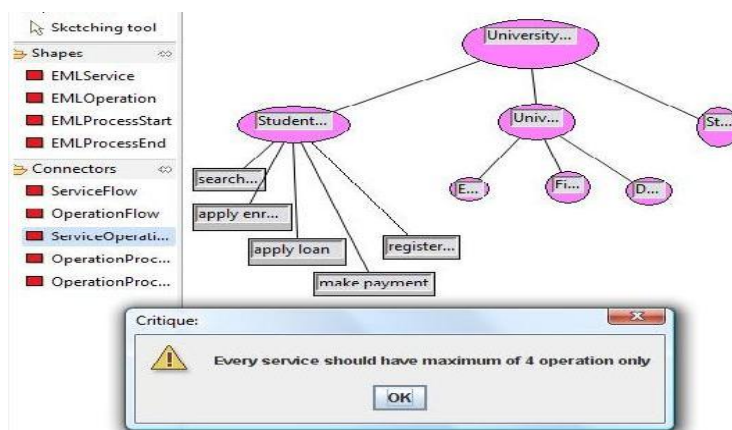 Sketching tool
Shapes
EMLService
EMLOperation
EMLProcessStart
EMLProcessEnd
Connectors
ServiceFlow
OperationFlow
ServiceOperati...
OperationProc...
OperationProc...
University...
Student...
Univ...
St...
E...
Fi...
D...
search...
apply enr...
apply loan
register...
make payment
Critique:
Every service should have maximum of 4 operation only
OK